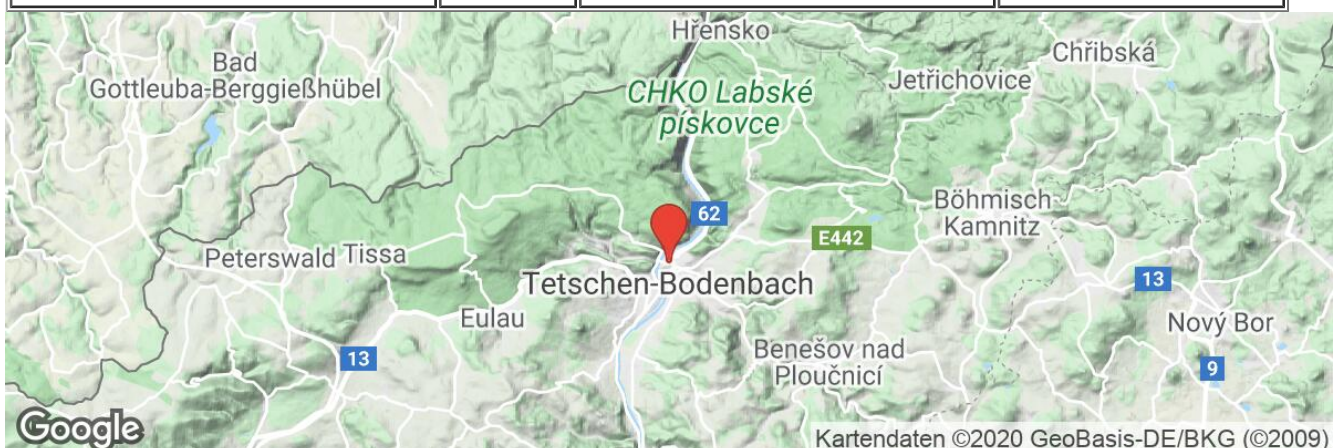 Hřensko
Bad
Gottleuba-Berggießhübel
Chřibská
Jetřichovice
CHKO Labské
pískovce
62
Böhmisch
Kamnitz
E442
Peterswald
Tissa
Tetschen-Bodenbach
13
Eulau
Nový Bor
13
Benešov nad
Ploučnicí
9
Google
Kartendaten ©2020 GeoBasis-DE/BKG (©2009)